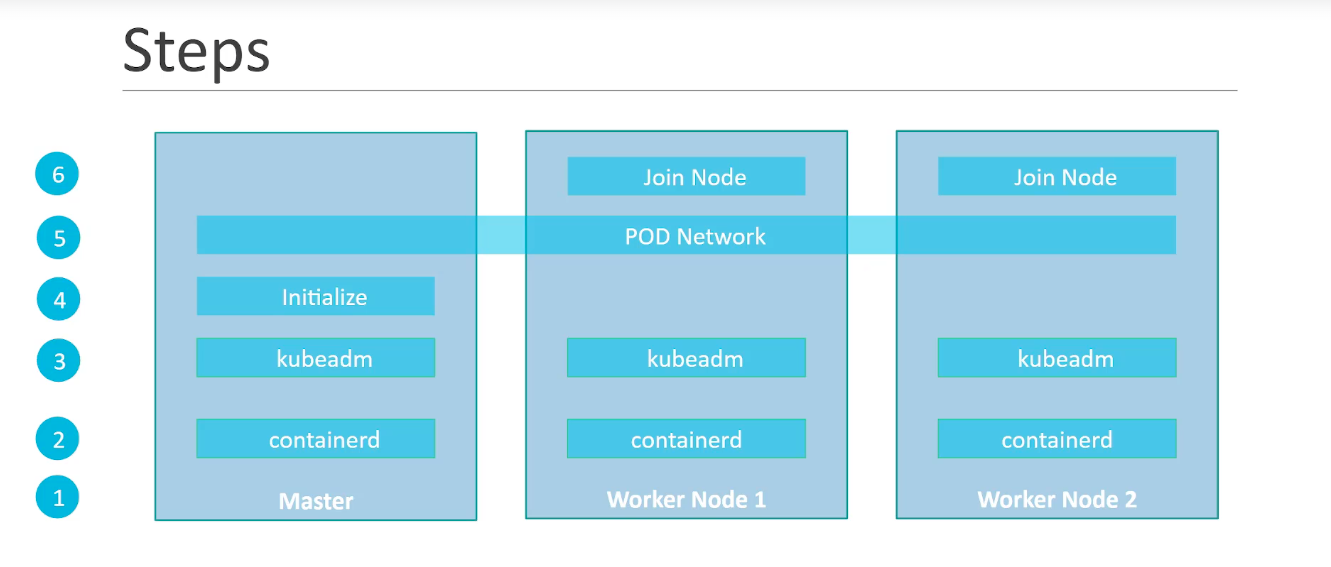 Steps
6
Join Node
Join Node
5
POD Network
4
Initialize
3
kubeadm
kubeadm
kubeadm
2
containerd
containerd
containerd
1
Master
Worker Node 1
Worker Node 2